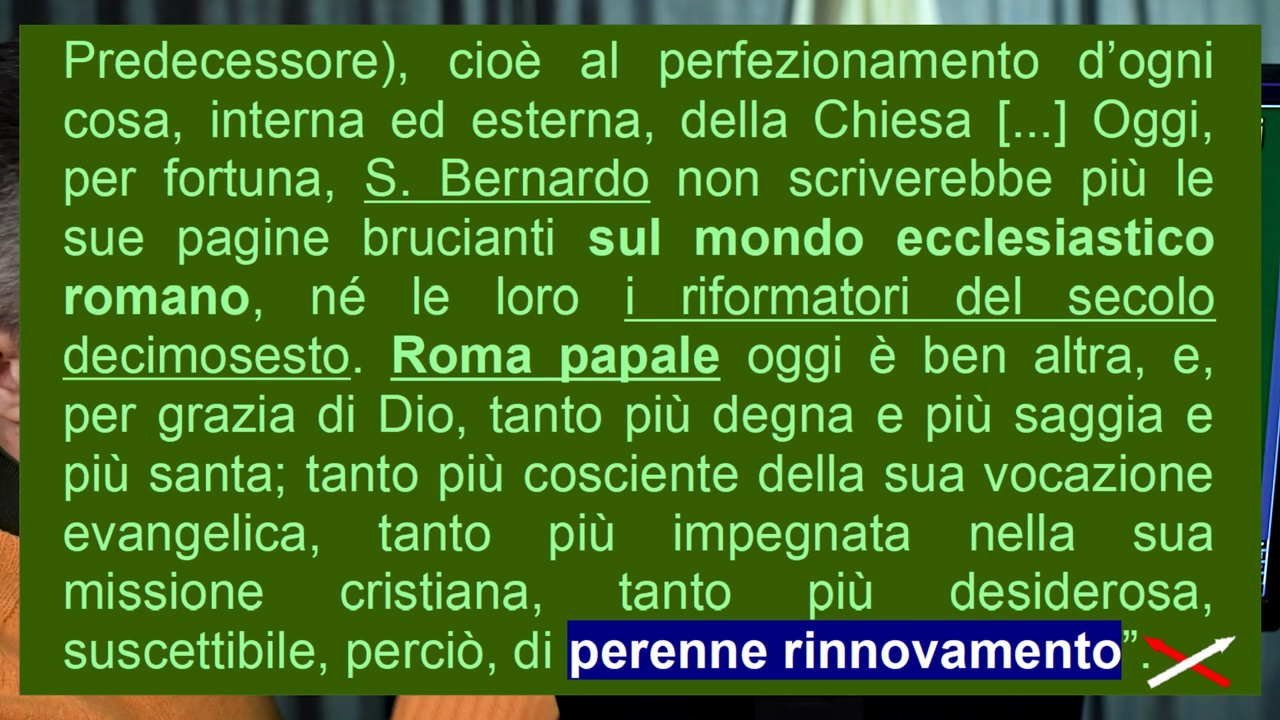 Predecessore), cioè al perfezionamento d’ogni
cosa, interna ed esterna, della Chiesa [...] Oggi,
per fortuna, S. Bernardo non scriverebbe più le
sue pagine brucianti sul mondo ecclesiastico
romano, né le loro i riformatori del secolo
decimosesto. Roma papale oggi è ben altra, e,
per grazia di Dio, tanto più degna e più saggia e
più santa; tanto più cosciente della sua vocazione
evangelica, tanto più impegnata nella sua
missione cristiana, tanto più desiderosa,
suscettibile, perciò, di perenne rinnovamento”.